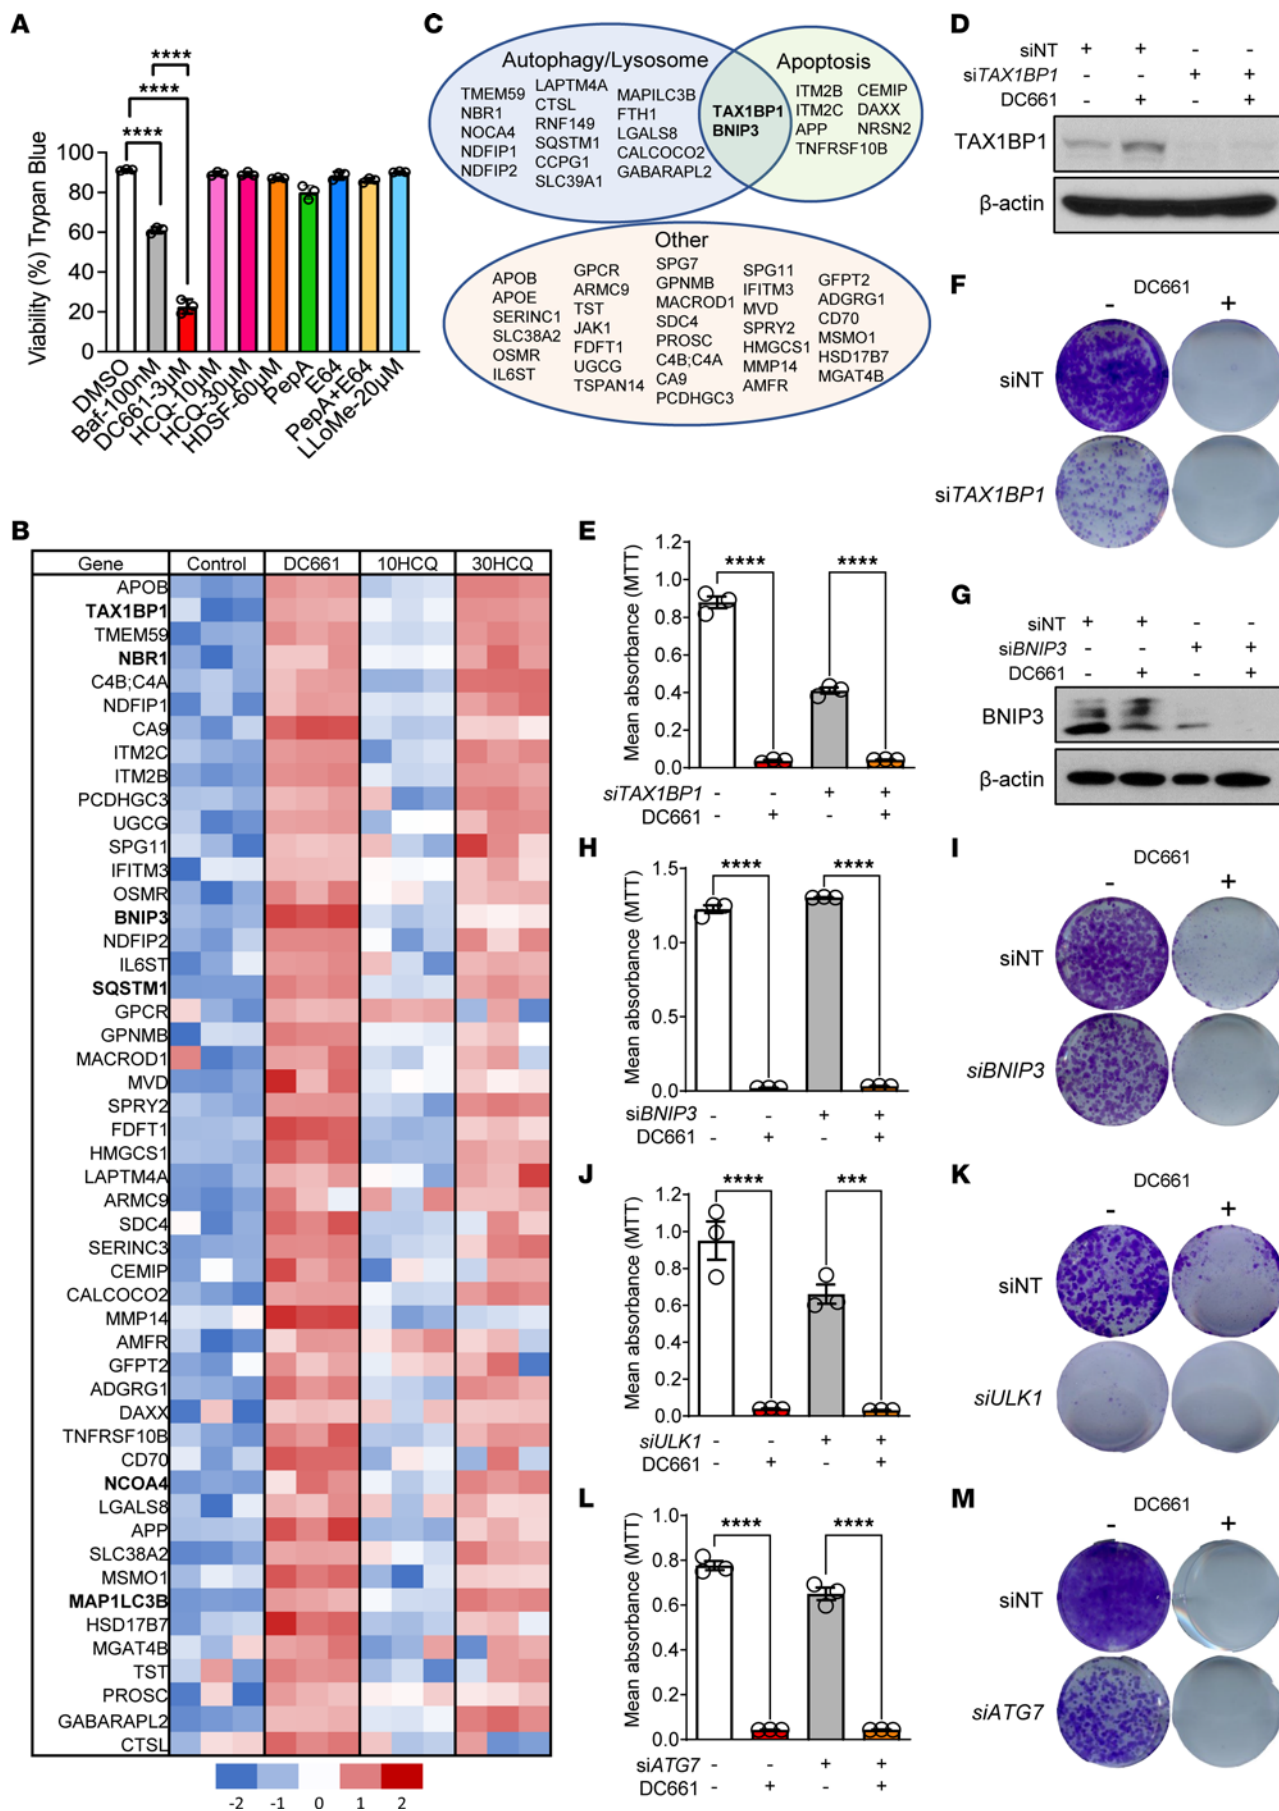 A
****
****
****
Viability (%) Trypan Blue
100
80
60
40
20
0
DMSO
Baf-100nM
DC661-3µM
HCQ-10µM
HCQ-30µM
HDSF-60µM
PepA
E64
PepA+E64
LLoMe-20µM
C
Autophagy/Lysosome
TMEM59
NBR1
NOCA4
NDFIP1
NDFIP2
LAPTM4A
CTSL
RNF149
SQSTM1
CCPG1
SLC39A1
MAPILC3B
FTH1
LGALS8
CALCOCO2
GABARAPL2
TAX1BP1
BNIP3
Apoptosis
ITM2B
ITM2C
APP
TNFRSF10B
CEMIP
DAXX
NRSN2
Other
APOB
APOE
SERINC1
SLC38A2
OSMR
IL6ST
GPCR
ARMC9
TST
JAK1
FDFT1
UGCG
TSPAN14
SPG7
GPNMB
MACROD1
SDC4
PROSC
C4B;C4A
CA9
PCDHGC3
SPG11
IFITM3
MVD
SPRY2
HMGCS1
MMP14
AMFR
GFPT2
ADGRG1
CD70
MSMO1
HSD17B7
MGAT4B
D
siNT + + - -
siTAX1BP1 - - + +
DC661 - + - +
TAX1BP1
β-actin
F
DC661
- +
siNT
siTAX1BP1
B
Gene Control DC661 10HCQ 30HCQ
APOB
TAX1BP1
TMEM59
NBR1
C4B;C4A
NDFIP1
CA9
ITM2C
ITM2B
PCDHGC3
UGCG
SPG11
IFITM3
OSMR
BNIP3
NDFIP2
IL6ST
SQSTM1
GPCR
GPNMB
MACROD1
MVD
SPRY2
FDFT1
HMGCS1
LAPTM4A
ARMC9
SDC4
SERINC3
CEMIP
CALCOCO2
MMP14
AMFR
GFPT2
ADGRG1
DAXX
TNFRSF10B
CD70
NCOA4
LGALS8
APP
SLC38A2
MSMO1
MAP1LC3B
HSD17B7
MGAT4B
TST
PROSC
GABARAPL2
CTSL
-2 -1 0 1 2
E
Mean absorbance (MTT)
1.2
1.0
0.8
0.6
0.4
0.2
0.0
**** ****
siTAX1BP1 - - + +
DC661 - + - +
G
siNT + + - -
siBNIP3 - - + +
DC661 - + - +
BNIP3
β-actin
H
Mean absorbance (MTT)
1.5
1.0
0.5
0.0
**** ****
siBNIP3 - - + +
DC661 - + - +
I
DC661
- +
siNT
siBNIP3
J
Mean absorbance (MTT)
1.2
1.0
0.8
0.6
0.4
0.2
0.0
**** ***
siULK1 - - + +
DC661 - + - +
K
DC661
- +
siNT
siULK1
L
Mean absorbance (MTT)
1.0
0.8
0.6
0.4
0.2
0.0
**** ****
siATG7 - - + +
DC661 - + - +
M
DC661
- +
siNT
siATG7